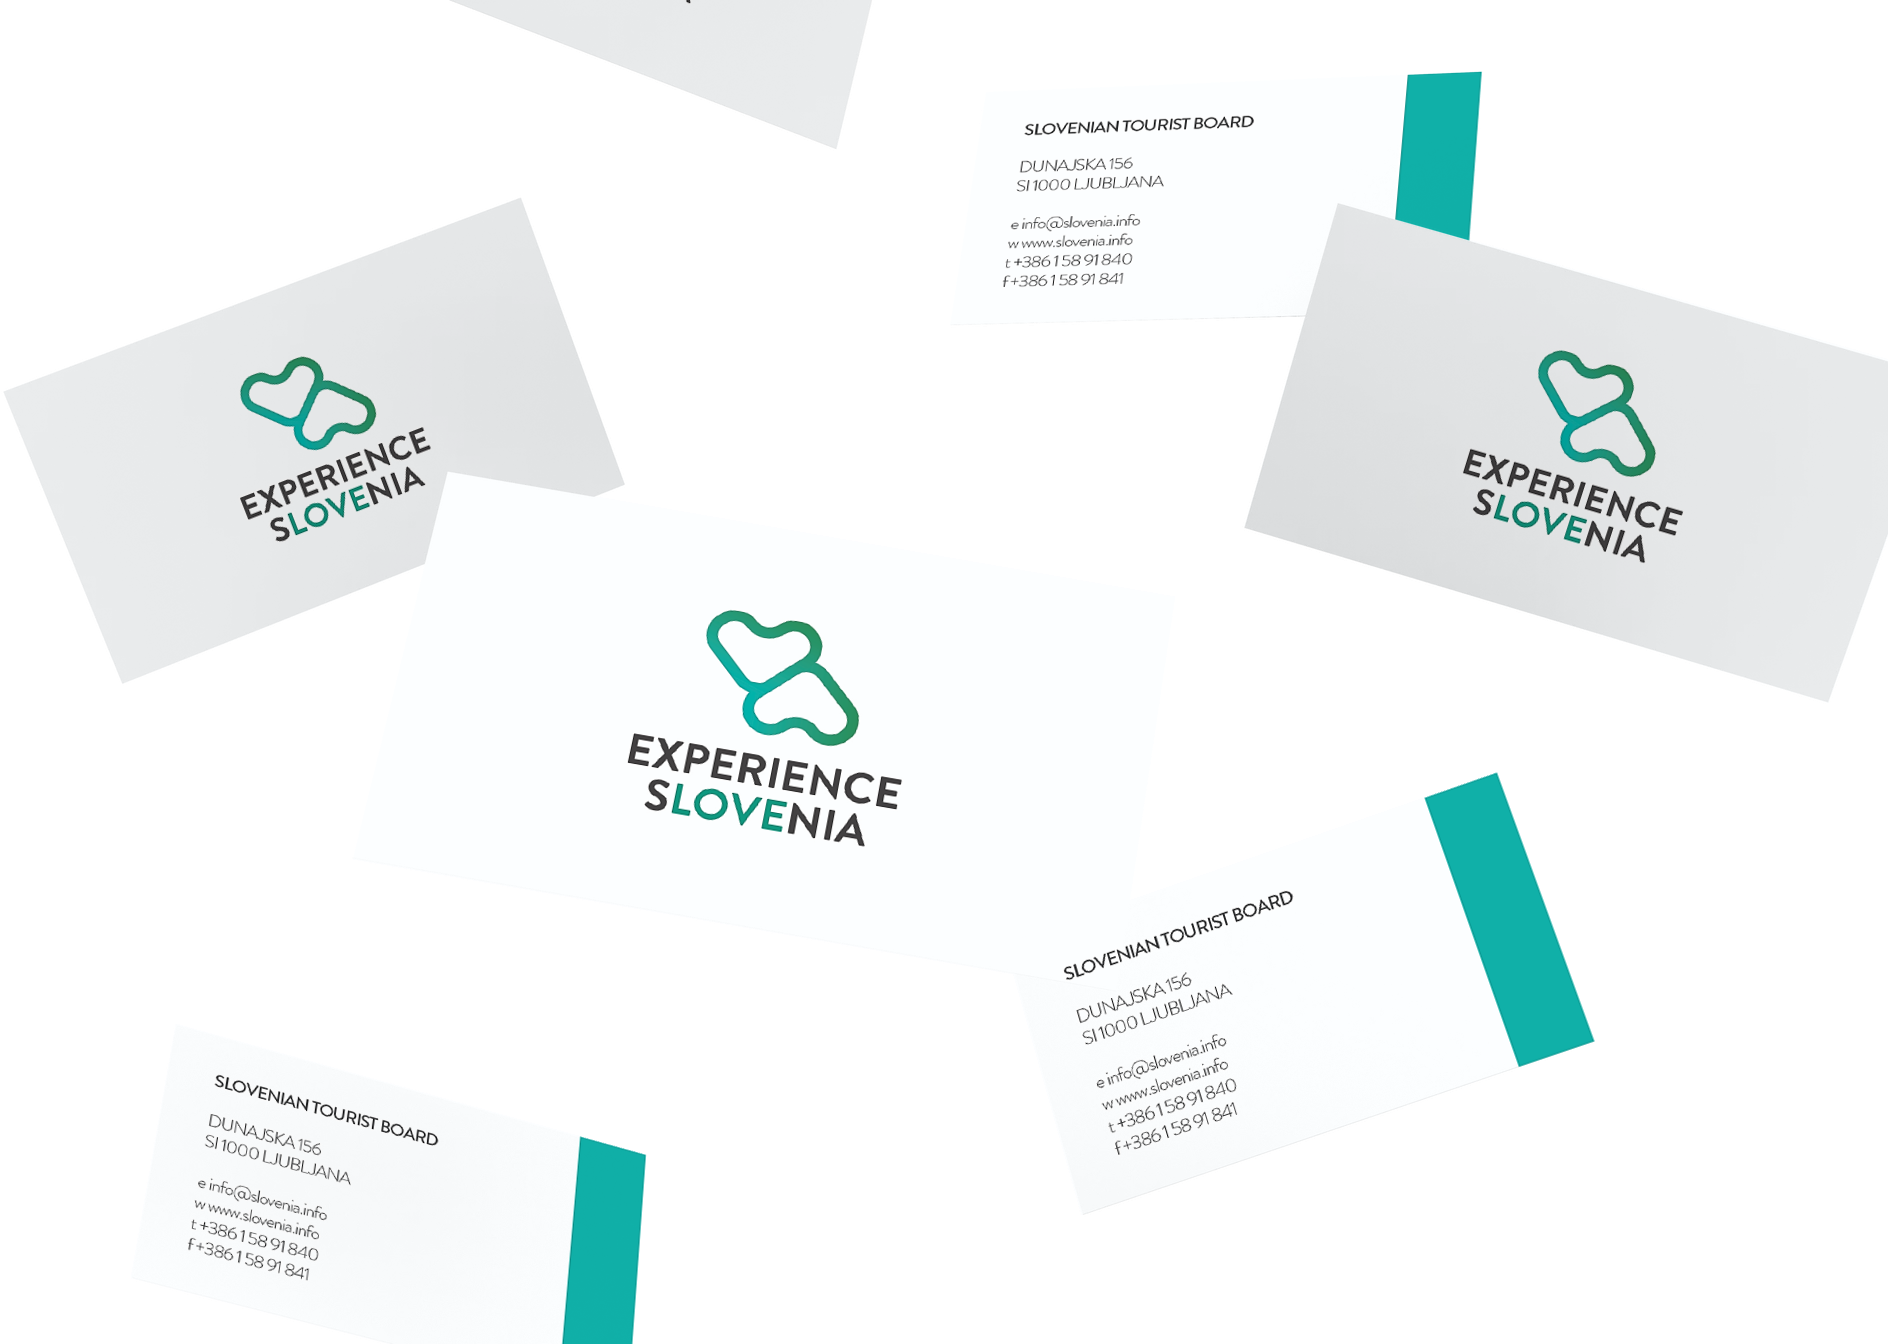 SLOVENIAN TOURIST BOARD
DUNAJSKA 156
SI 1000 LJUBLJANA
e info@slovenia.info
w www.slovenia.info
t +386 1 58 91 840
f +386 1 58 91 841
EXPERIENCE
SLOVENIA
EXPERIENCE
SLOVENIA
EXPERIENCE
SLOVENIA
SLOVENIAN TOURIST BOARD
DUNAJSKA 156
SI 1000 LJUBLJANA
e info@slovenia.info
w www.slovenia.info
t +386 1 58 91 840
f +386 1 58 91 841
SLOVENIAN TOURIST BOARD
DUNAJSKA 156
SI 1000 LJUBLJANA
e info@slovenia.info
w www.slovenia.info
t +386 1 58 91 840
f +386 1 58 91 841